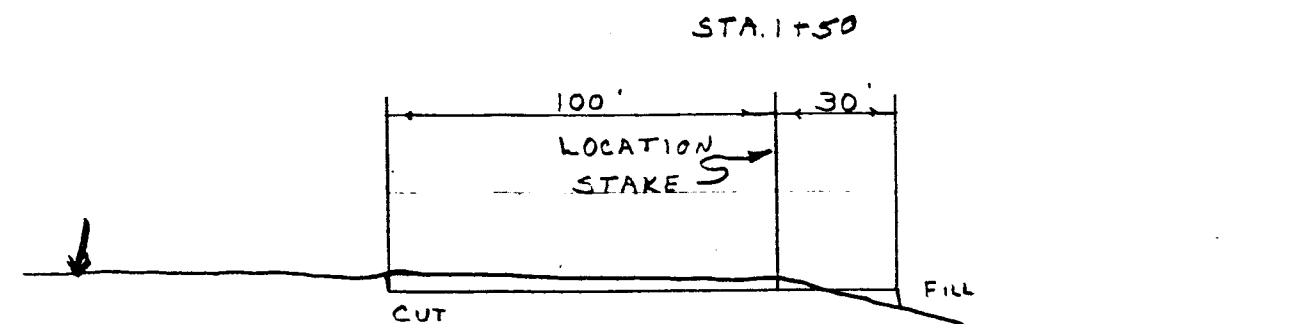 STA. 1+50
100'
30'
LOCATION
STAKE
FILL
CUT